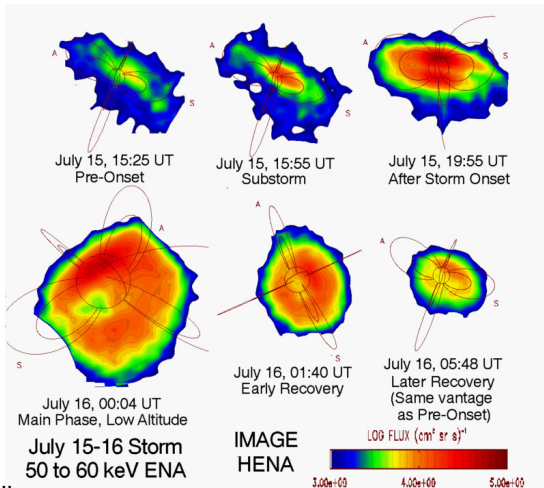 A
S
July 15, 15:25 UT
Pre-Onset
A
S
July 15, 15:55 UT
Substorm
A
S
July 15, 19:55 UT
After Storm Onset
A
S
July 16, 00:04 UT
Main Phase, Low Altitude
A
S
July 16, 01:40 UT
Early Recovery
A
S
July 16, 05:48 UT
Later Recovery
(Same vantage
as Pre-Onset)
July 15-16 Storm
50 to 60 keV ENA
IMAGE
HENA
LOG FLUX (cm² sr s)⁻¹
3.00e+00 4.00e+00 5.00e+00